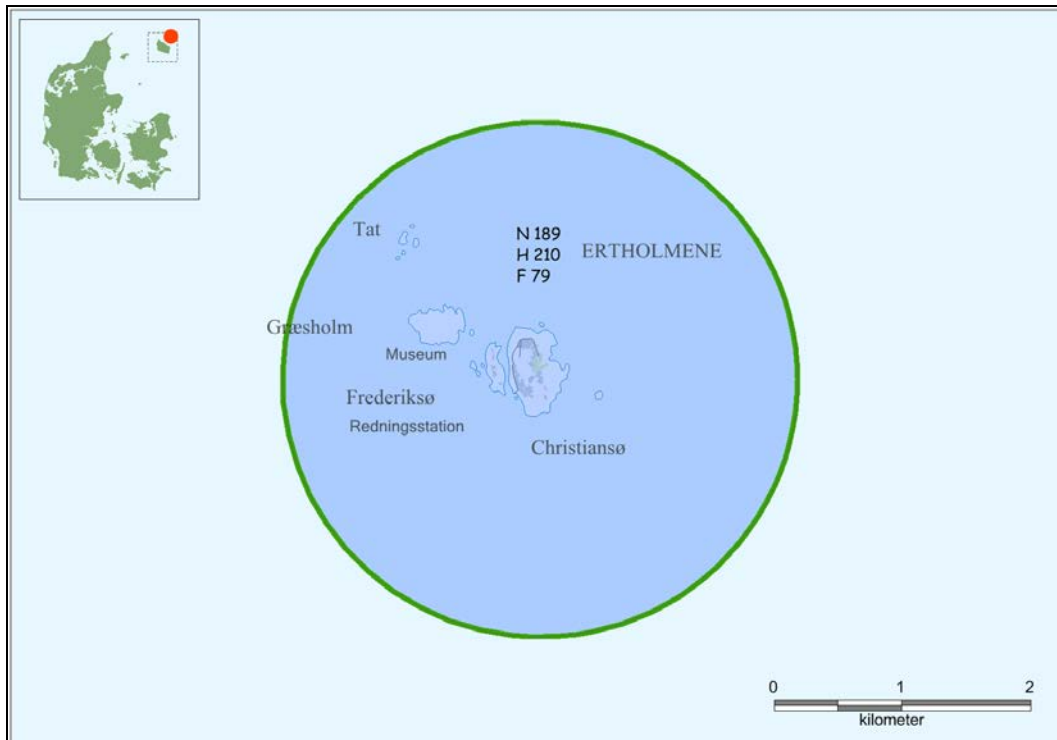 Tat
N 189
H 210
F 79
ERTHOLMENE
Græsholm
Museum
Frederiksø
Redningsstation
Christiansø
0 1 2
kilometer